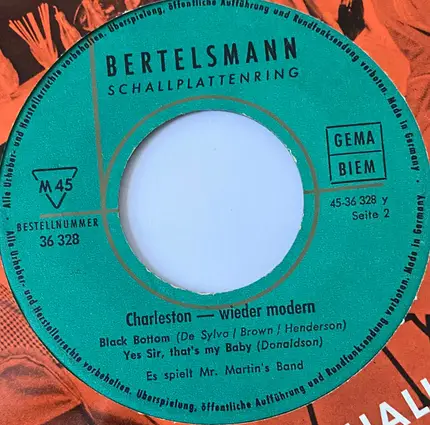 Alle Urheber- und Herstellerrechte vorbehalten. Überspielung, öffentliche Aufführung und Rundfunksendung verboten. Made in Germany.
BERTELSMANN
SCHALLPLATTENRING
M 45
BESTELLNUMMER
36 328
GEMA
BIEM
45-36 328 y
Seite 2
Charleston — wieder modern
Black Bottom (De Sylva / Brown / Henderson)
Yes Sir, that's my Baby (Donaldson)
Es spielt Mr. Martin's Band
Alle Urheber- und Herstellerrechte vorbehalten. Überspielung, öffentliche Aufführung und Rundfunksendung verboten. Made in Germany.
HALL